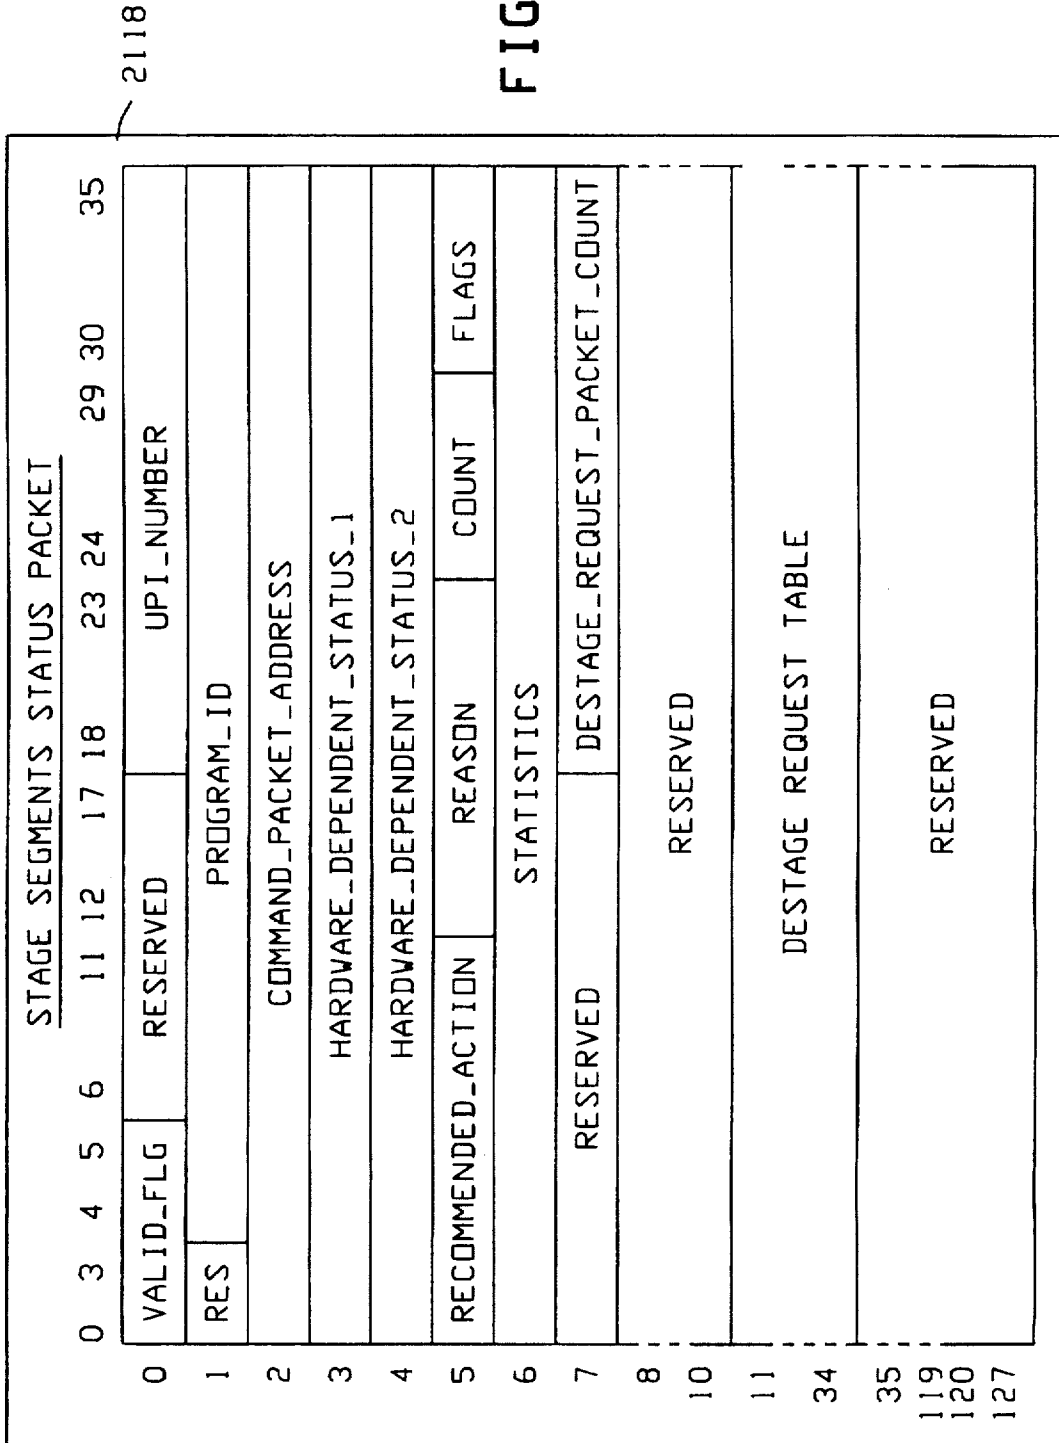 STAGE SEGMENTS STATUS PACKET
0 3 4 5 6 11 12 17 18 23 24 29 30 35
0 VALID_FLG RESERVED UPI_NUMBER
1 RES PROGRAM_ID
2 COMMAND_PACKET_ADDRESS
3 HARDWARE_DEPENDENT_STATUS_1
4 HARDWARE_DEPENDENT_STATUS_2
5 RECOMMENDED_ACTION REASON COUNT FLAGS
6 STATISTICS
7 RESERVED DESTAGE_REQUEST_PACKET_COUNT
8
RESERVED
10
11
DESTAGE REQUEST TABLE
34
35
RESERVED
119
120
127
2118
FIG